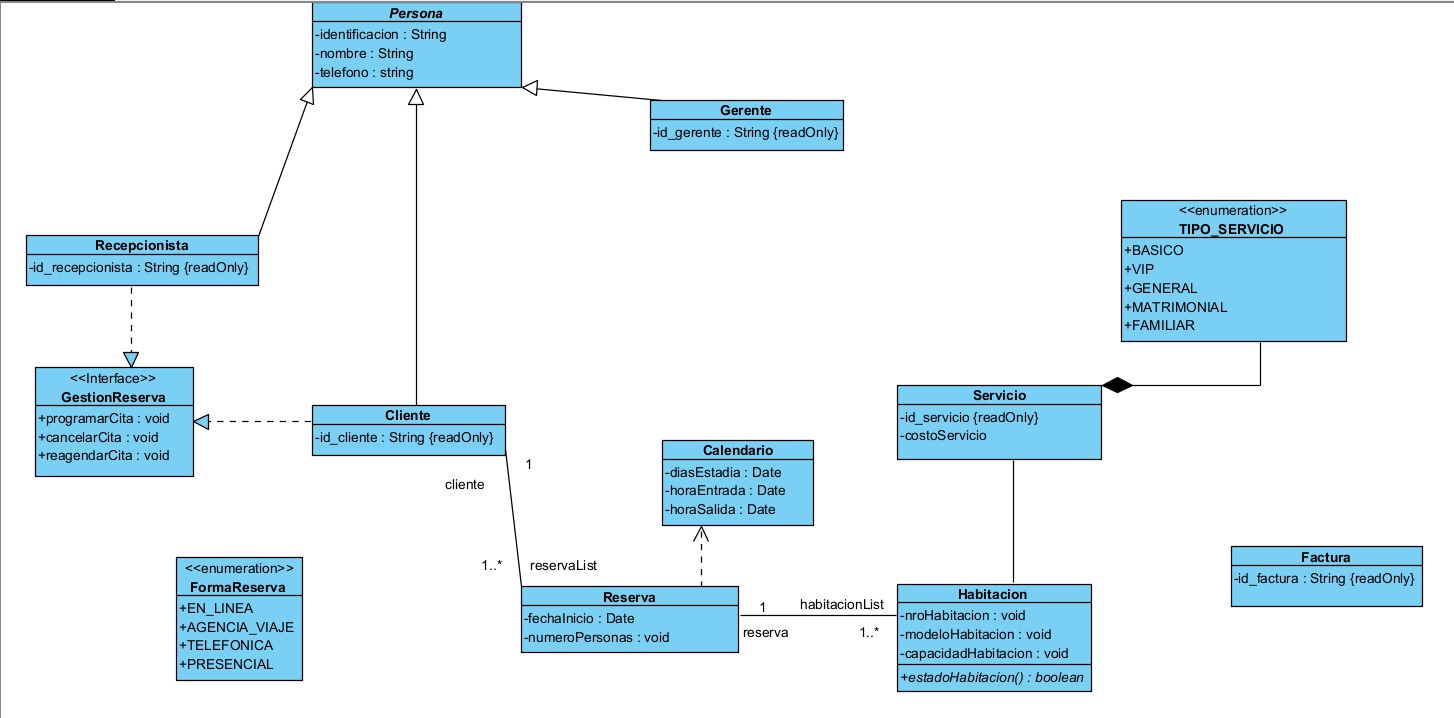 Persona
-identificacion : String
-nombre : String
-telefono : string
Gerente
-id_gerente : String {readOnly}
<<enumeration>>
TIPO_SERVICIO
+BASICO
+VIP
+GENERAL
+MATRIMONIAL
+FAMILIAR
Recepcionista
-id_recepcionista : String {readOnly}
<<Interface>>
GestionReserva
+programarCita : void
+cancelarCita : void
+reagendarCita : void
Cliente
-id_cliente : String {readOnly}
Servicio
-id_servicio {readOnly}
-costoServicio
1
cliente
Calendario
-diasEstadia : Date
-horaEntrada : Date
-horaSalida : Date
1..*
reservaList
<<enumeration>>
FormaReserva
+EN_LINEA
+AGENCIA_VIAJE
+TELEFONICA
+PRESENCIAL
Reserva
-fechaInicio : Date
-numeroPersonas : void
1
habitacionList
reserva
1..*
Habitacion
-nroHabitacion : void
-modeloHabitacion : void
-capacidadHabitacion : void
+estadoHabitacion() : boolean
Factura
-id_factura : String {readOnly}